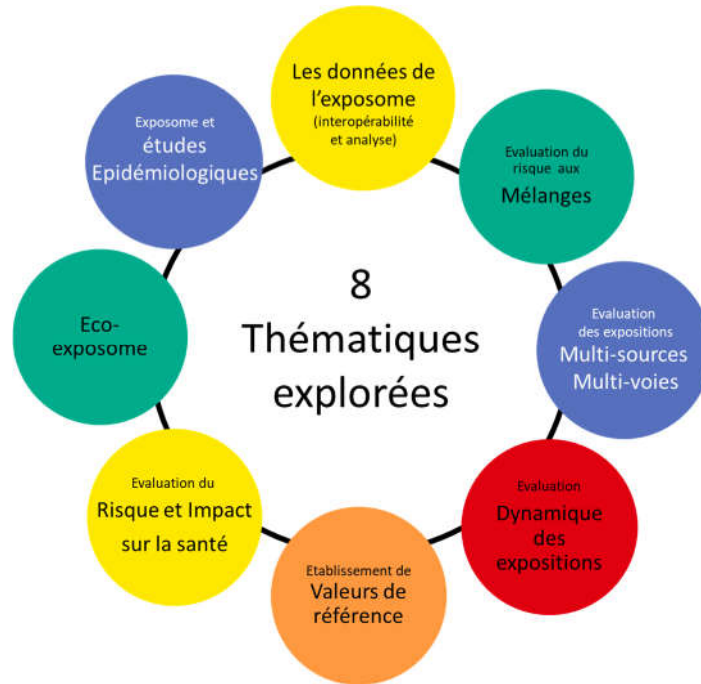 Les données de
l'exposome
(interopérabilité
et analyse)
Evaluation du
risque aux
Mélanges
Evaluation
des expositions
Multi-sources
Multi-voies
Evaluation
Dynamique
des
expositions
Etablissement de
Valeurs de
référence
Evaluation du
Risque et Impact
sur la santé
Eco-
exposome
Exposome et
études
Epidémiologiques
8
Thématiques
explorées